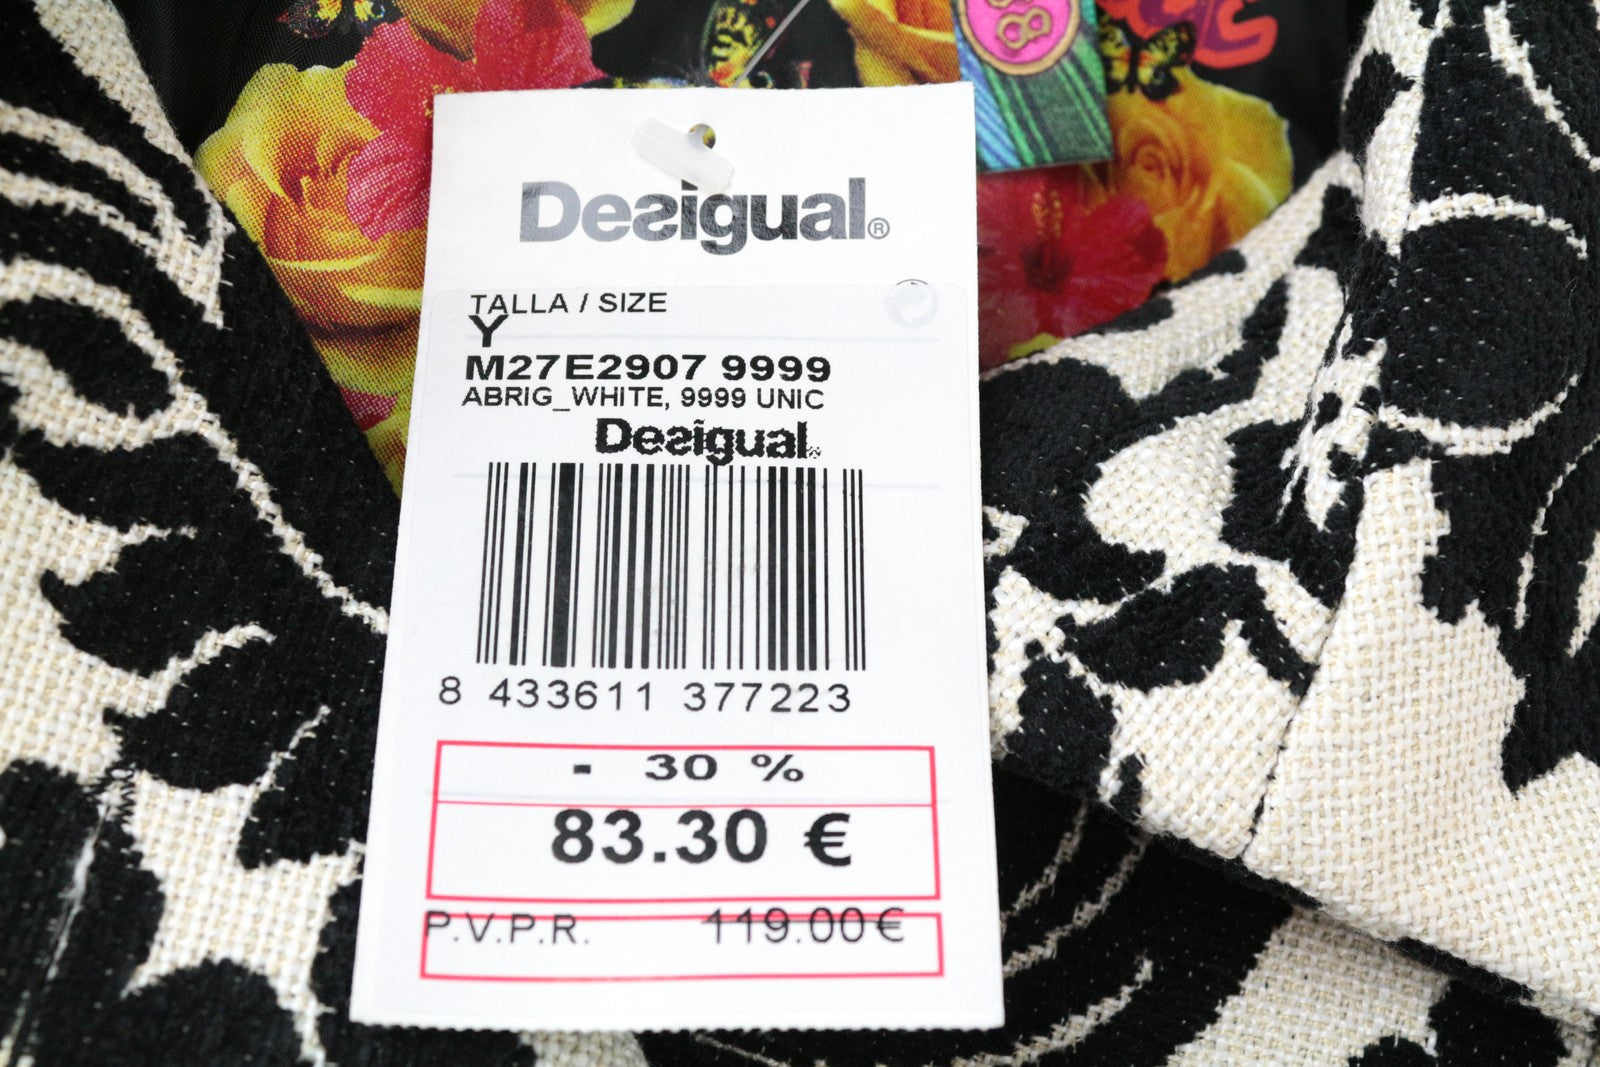 Desigual®
TALLA / SIZE
Y
M27E2907 9999
ABRIG_WHITE, 9999 UNIC
Desigual
8 433611 377223
- 30 %
83.30 €
P.V.P.R. 119.00€